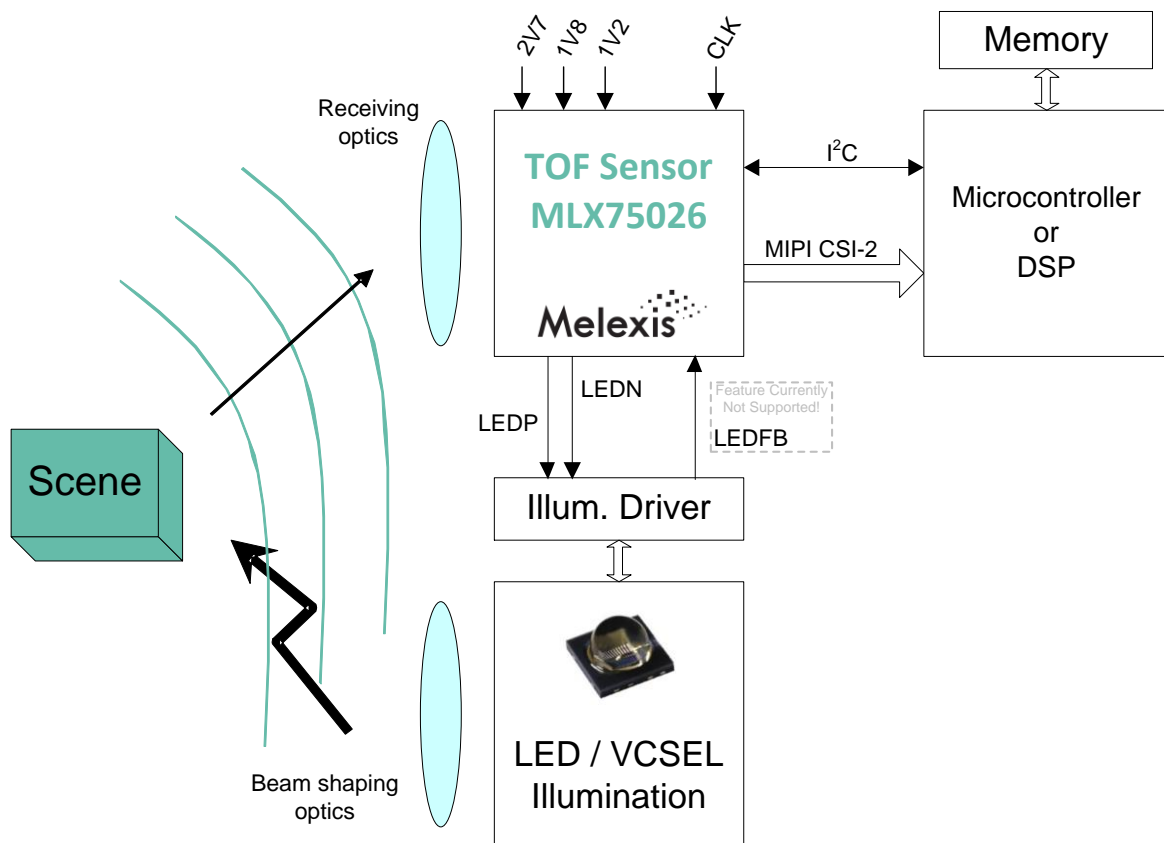 2V7
1V8
1V2
CLK
Memory
Receiving
optics
TOF Sensor
MLX75026
Melexis
I²C
MIPI CSI-2
Microcontroller
or
DSP
LEDP
LEDN
Feature Currently
Not Supported!
LEDFB
Scene
Illum. Driver
Beam shaping
optics
LED / VCSEL
Illumination